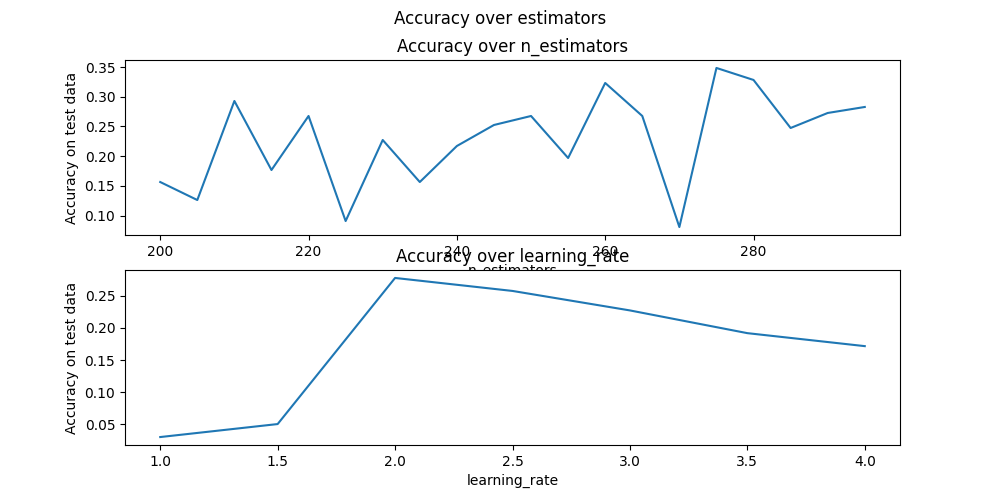 Accuracy over estimators
Accuracy over n_estimators
Accuracy on test data
0.35
0.30
0.25
0.20
0.15
0.10
200 220 240 260 280
n_estimators
Accuracy over learning_rate
Accuracy on test data
0.25
0.20
0.15
0.10
0.05
1.0 1.5 2.0 2.5 3.0 3.5 4.0
learning_rate